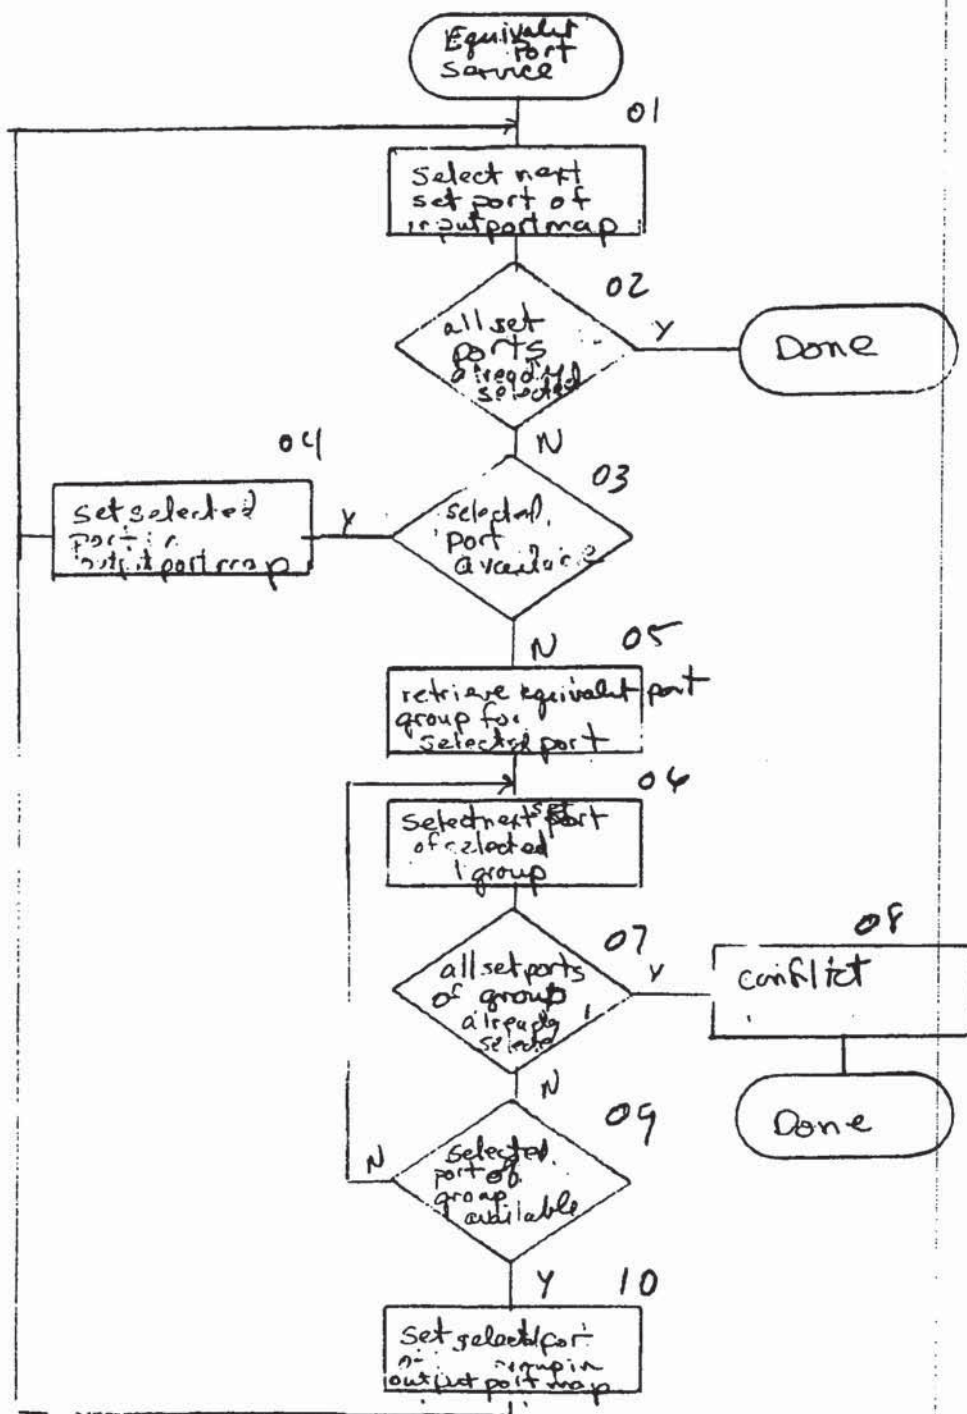 Equivalent
Port
Service
01
Select next
set port of
input port map
02
all set
ports
already
selected
Y
Done
N
04
03
set selected
port in
output port map
Y
selected
port
available
N
05
retrieve equivalent port
group for
selected port
06
Select next set port
of selected
group
07
08
all set ports
of group
already
selected
Y
conflict
N
Done
09
selected
port of
group
available
N
Y
10
Set select port
group in
output port map